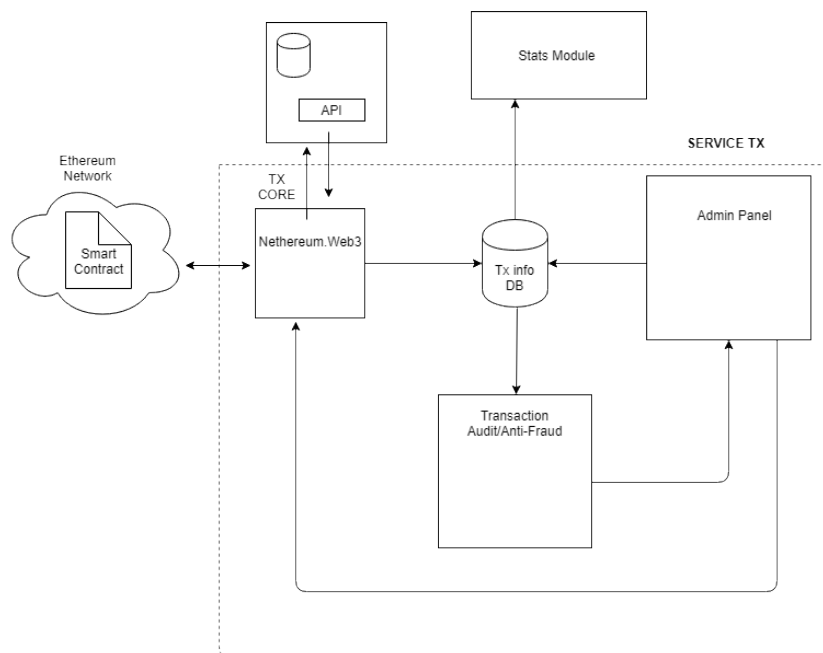 API
Stats Module
SERVICE TX
Ethereum
Network
TX
CORE
Smart
Contract
Nethereum.Web3
Tx info
DB
Admin Panel
Transaction
Audit/Anti-Fraud